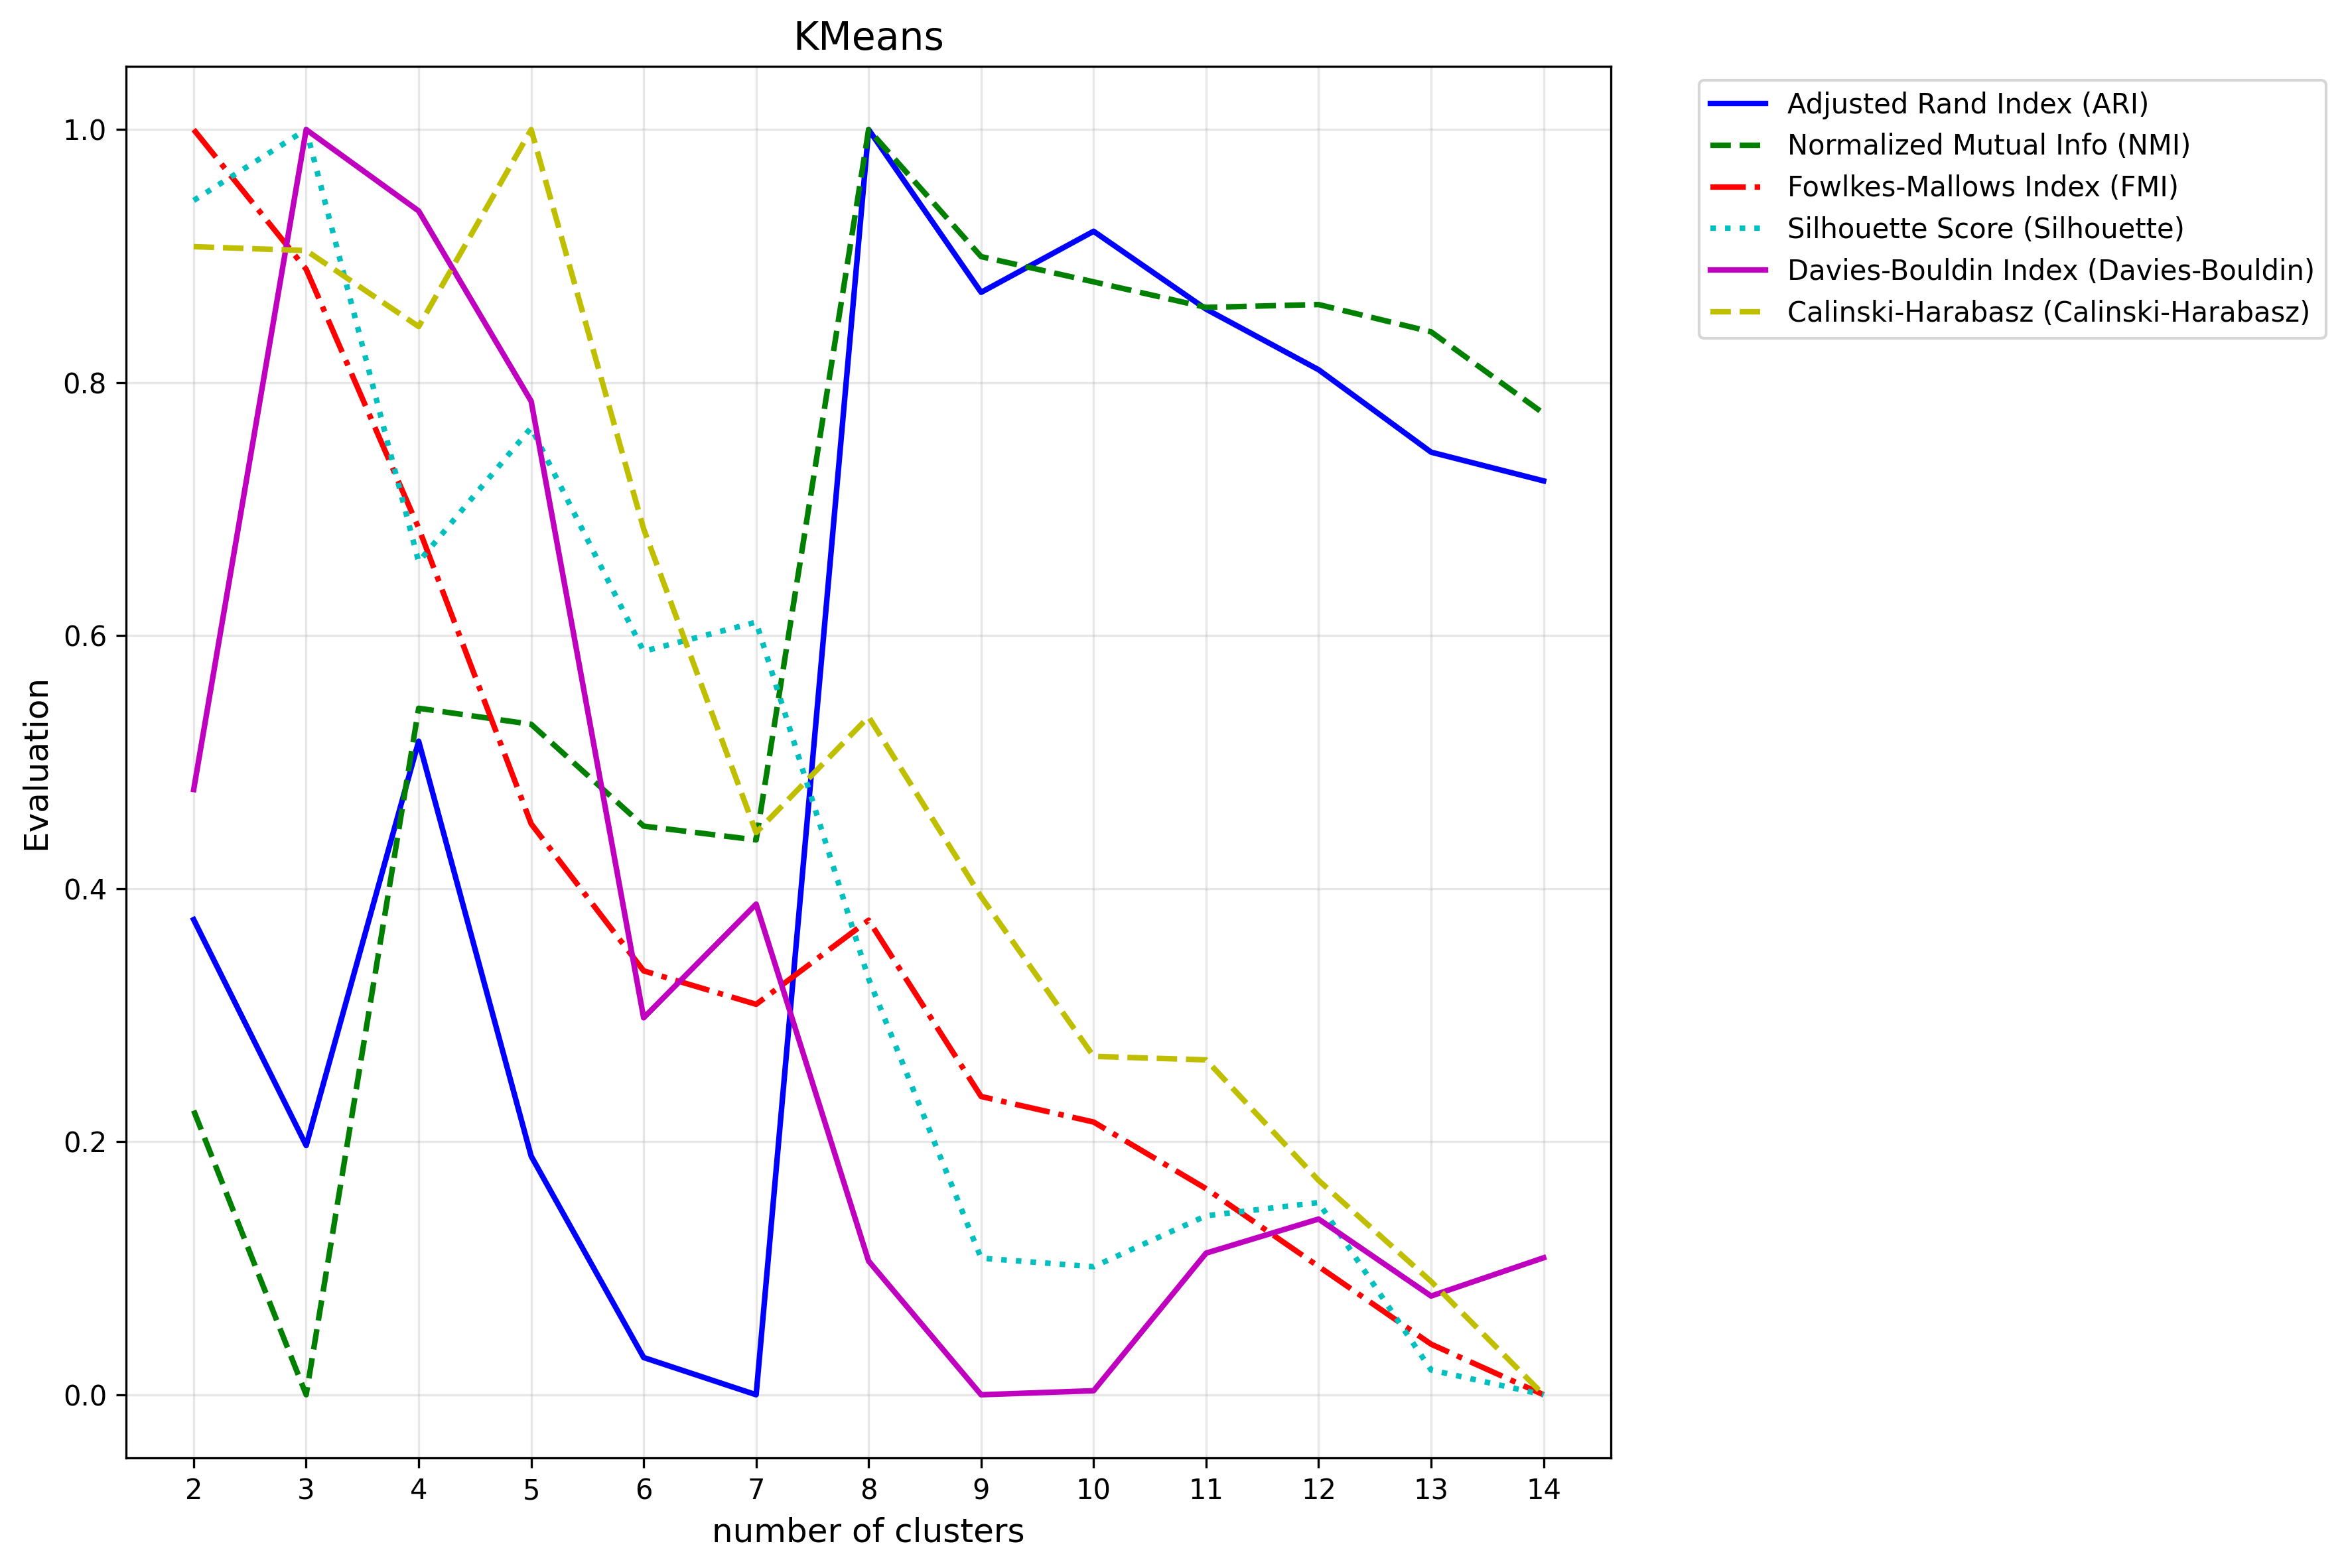 KMeans
Adjusted Rand Index (ARI)
Normalized Mutual Info (NMI)
Fowlkes-Mallows Index (FMI)
Silhouette Score (Silhouette)
Davies-Bouldin Index (Davies-Bouldin)
Calinski-Harabasz (Calinski-Harabasz)
1.0
0.8
0.6
0.4
0.2
0.0
Evaluation
2 3 4 5 6 7 8 9 10 11 12 13 14
number of clusters